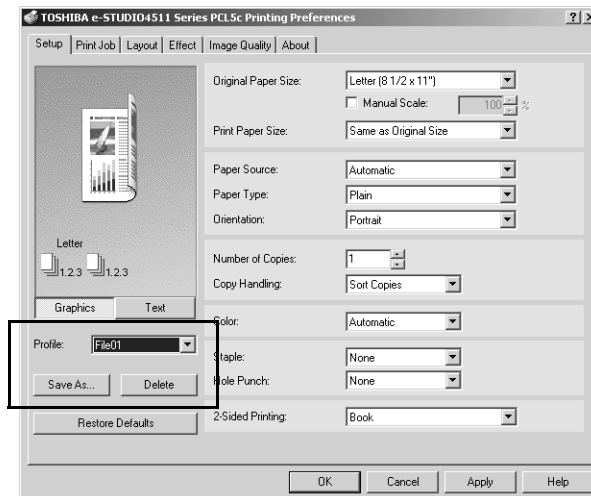 TOSHIBA e-STUDIO4511 Series PCL5c Printing Preferences
Setup Print Job Layout Effect Image Quality About
Original Paper Size: Letter (8 1/2 x 11")
Manual Scale: 100 %
Print Paper Size: Same as Original Size
Paper Source: Automatic
Paper Type: Plain
Orientation: Portrait
Letter
1.2.3 1.2.3
Number of Copies: 1
Copy Handling: Sort Copies
Graphics Text
Color: Automatic
Profile: File01
Staple: None
Save As... Delete
Hole Punch: None
Restore Defaults
2-Sided Printing: Book
OK Cancel Apply Help